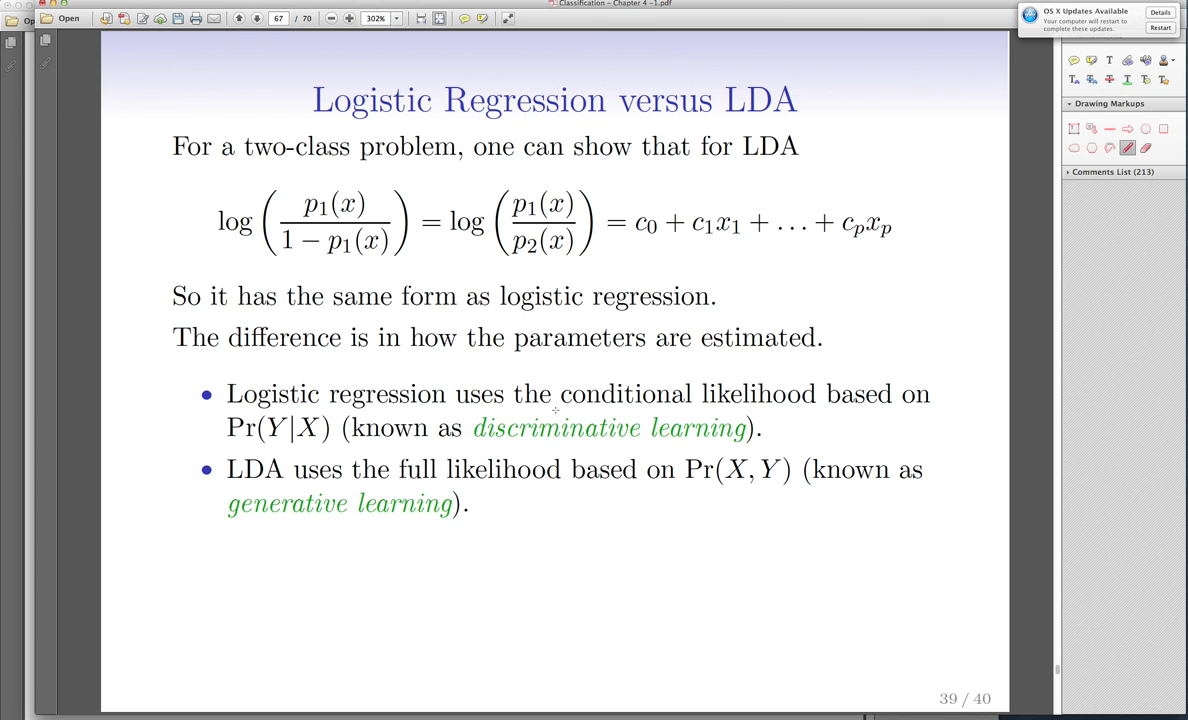 Classification – Chapter 4 –1.pdf
Open
67 / 70
302%
OS X Updates Available
Your computer will restart to
complete these updates.
Details
Restart
Drawing Markups
Comments List (213)
Logistic Regression versus LDA
For a two-class problem, one can show that for LDA
log ( p₁(x) / 1 − p₁(x) ) = log ( p₁(x) / p₂(x) ) = c₀ + c₁x₁ + … + cₚxₚ
So it has the same form as logistic regression.
The difference is in how the parameters are estimated.
• Logistic regression uses the conditional likelihood based on
Pr(Y|X) (known as discriminative learning).
• LDA uses the full likelihood based on Pr(X, Y) (known as
generative learning).
39 / 40